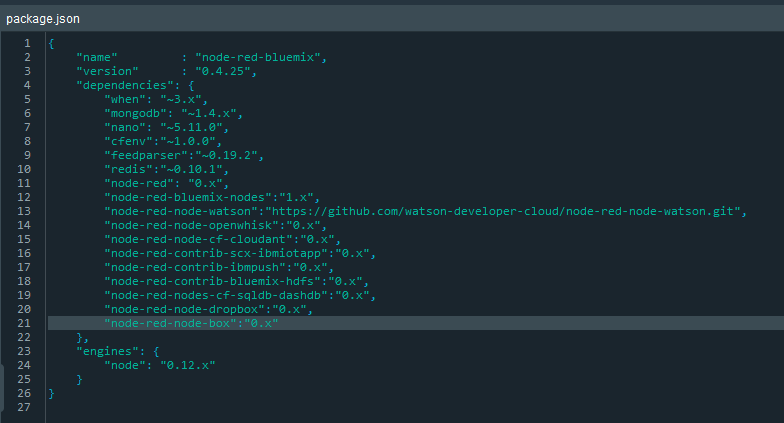 package.json
1 {
2     "name"         : "node-red-bluemix",
3     "version"      : "0.4.25",
4     "dependencies": {
5         "when": "~3.x",
6         "mongodb": "~1.4.x",
7         "nano": "~5.11.0",
8         "cfenv":"~1.0.0",
9         "feedparser":"~0.19.2",
10         "redis":"~0.10.1",
11         "node-red": "0.x",
12         "node-red-bluemix-nodes":"1.x",
13         "node-red-node-watson":"https://github.com/watson-developer-cloud/node-red-node-watson.git",
14         "node-red-node-openwhisk":"0.x",
15         "node-red-node-cf-cloudant":"0.x",
16         "node-red-contrib-scx-ibmiotapp":"0.x",
17         "node-red-contrib-ibmpush":"0.x",
18         "node-red-contrib-bluemix-hdfs":"0.x",
19         "node-red-nodes-cf-sqldb-dashdb":"0.x",
20         "node-red-node-dropbox":"0.x",
21         "node-red-node-box":"0.x"
22     },
23     "engines": {
24         "node": "0.12.x"
25     }
26 }
27